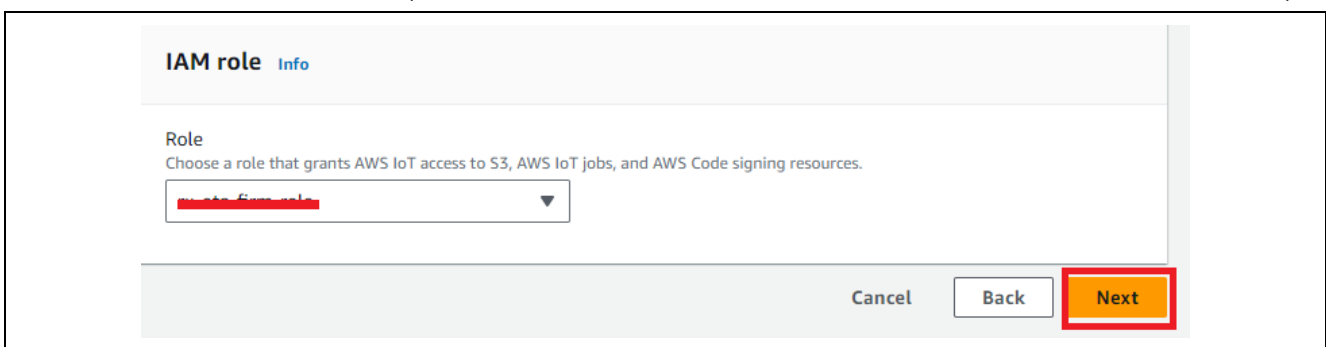 IAM role Info
Role
Choose a role that grants AWS IoT access to S3, AWS IoT jobs, and AWS Code signing resources.
Cancel Back Next